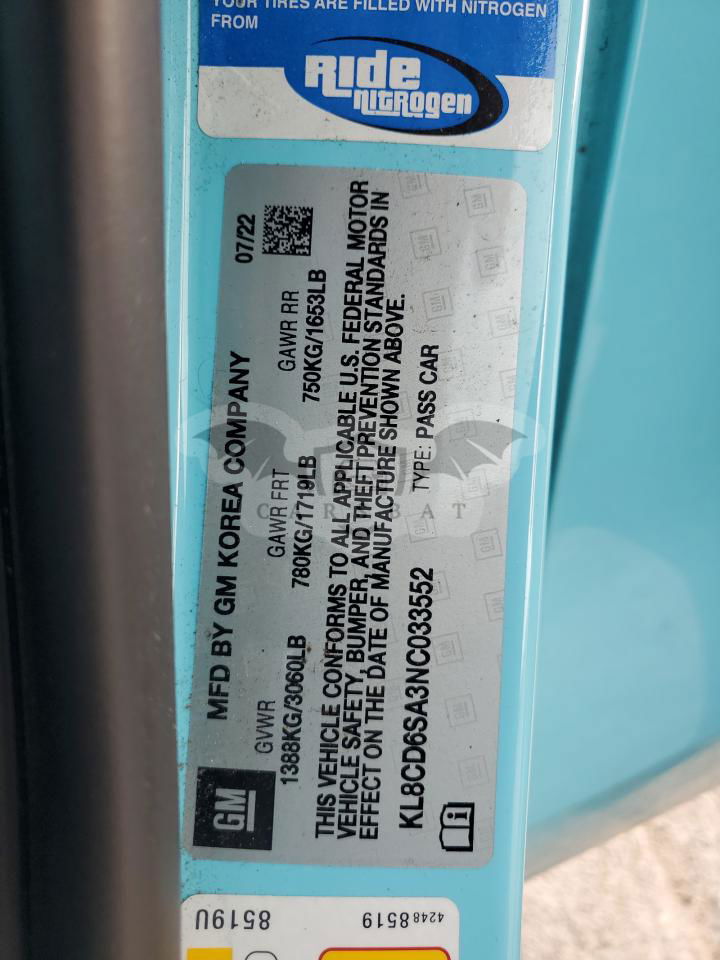 YOUR TIRES ARE FILLED WITH NITROGEN
FROM
Ride
nitrogen
MFD BY GM KOREA COMPANY 07/22
GVWR GAWR FRT GAWR RR
1388KG/3060LB 780KG/1719LB 750KG/1653LB
THIS VEHICLE CONFORMS TO ALL APPLICABLE U.S. FEDERAL MOTOR
VEHICLE SAFETY, BUMPER, AND THEFT PREVENTION STANDARDS IN
EFFECT ON THE DATE OF MANUFACTURE SHOWN ABOVE.
KL8CD6SA3NC033552 TYPE: PASS CAR
GM
CARBAT
8519U 42488519